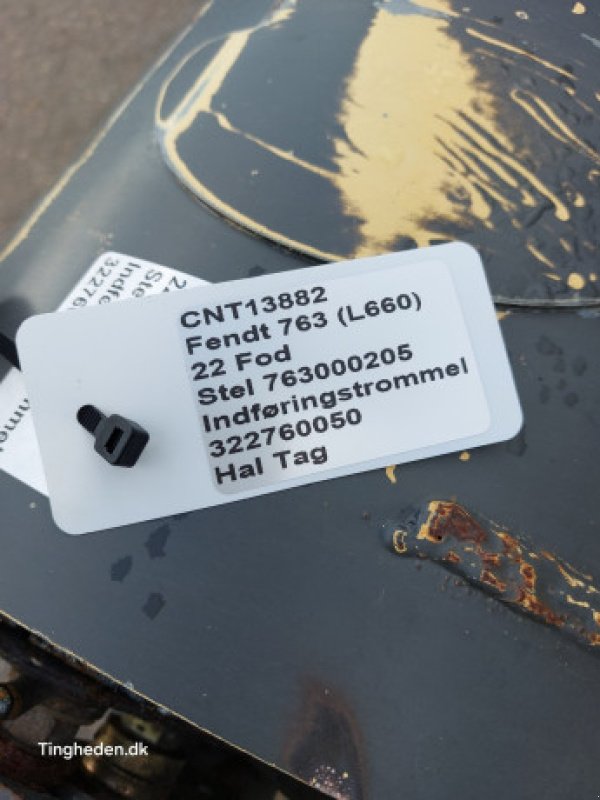 CNT13882
Fendt 763 (L660)
22 Fod
Stel 763000205
Indføringstrommel
322760050
Hal Tag
Tingheden.dk